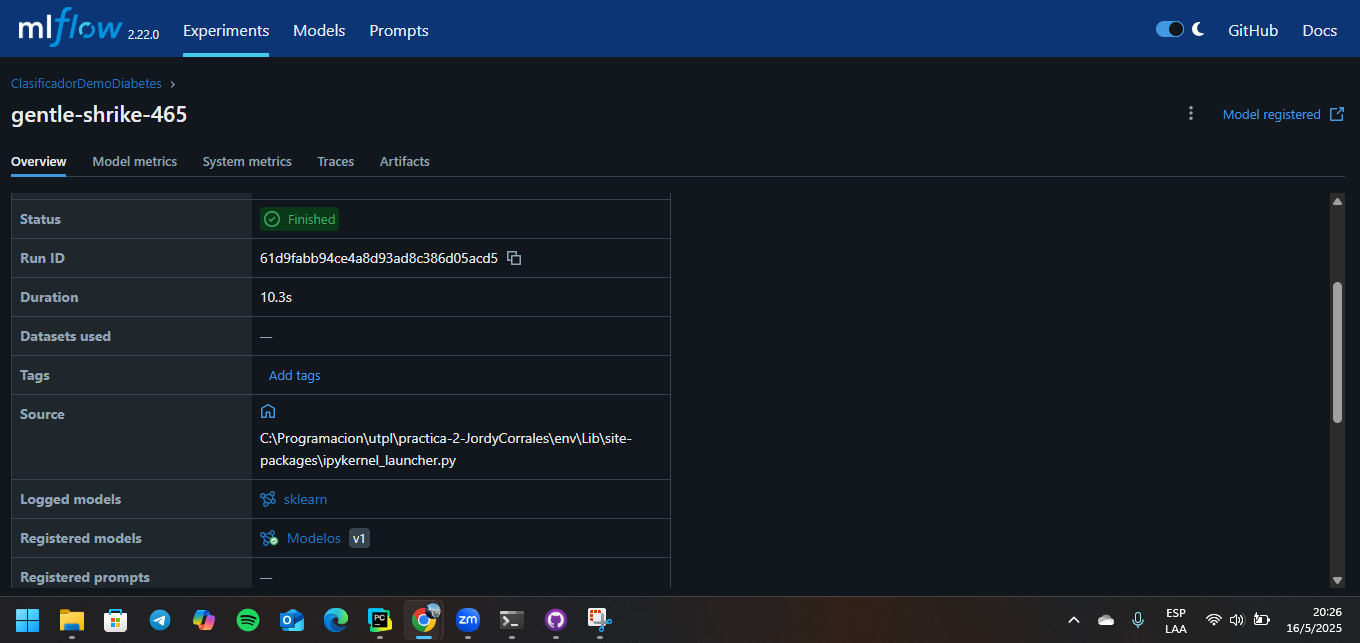 mlflow 2.22.0 Experiments Models Prompts GitHub Docs
ClasificadorDemoDiabetes ›
gentle-shrike-465
Model registered
Overview Model metrics System metrics Traces Artifacts
Status Finished
Run ID 61d9fabb94ce4a8d93ad8c386d05acd5
Duration 10.3s
Datasets used —
Tags Add tags
Source
C:\Programacion\utpl\practica-2-JordyCorrales\env\Lib\site-
packages\ipykernel_launcher.py
Logged models sklearn
Registered models Modelos v1
Registered prompts —
PC
zm
ESP
LAA
20:26
16/5/2025